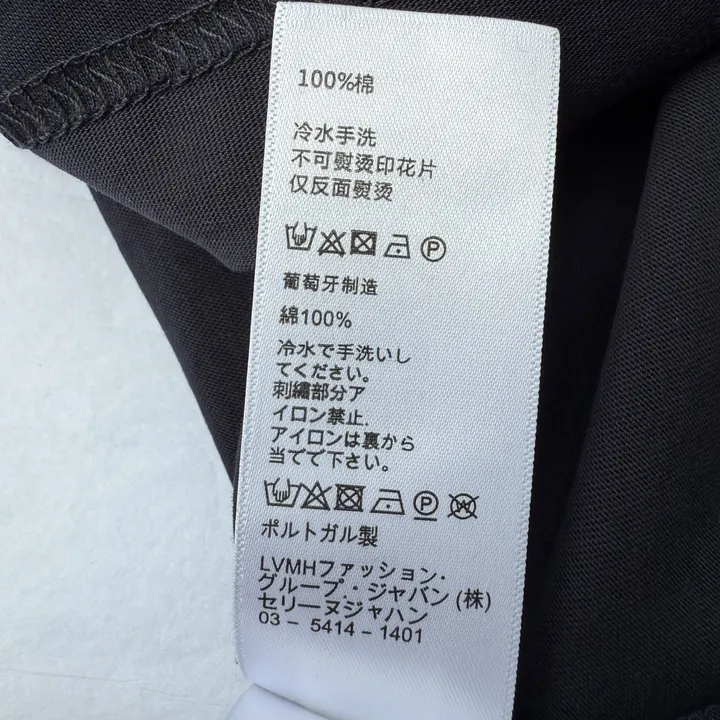 100%棉
冷水手洗
不可熨烫印花片
仅反面熨烫
P
葡萄牙制造
綿100%
冷水で手洗いし
てください。
刺繍部分ア
イロン禁止.
アイロンは裏から
当てで下さい。
P W
ポルトガル製
LVMHファッション・
グループ・ジャバン (株)
セリーヌジャハン
03 - 5414 - 1401